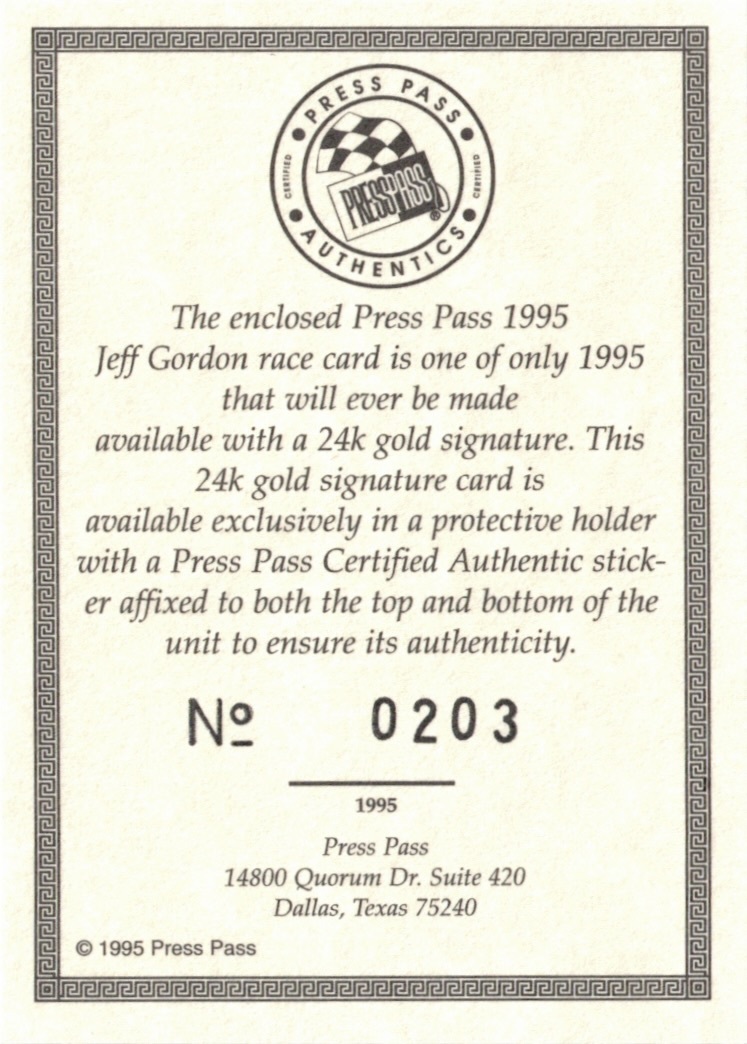 PRESS PASS
CERTIFIED
CERTIFIED
PRESS PASS®
AUTHENTICS
The enclosed Press Pass 1995
Jeff Gordon race card is one of only 1995
that will ever be made
available with a 24k gold signature. This
24k gold signature card is
available exclusively in a protective holder
with a Press Pass Certified Authentic stick-
er affixed to both the top and bottom of the
unit to ensure its authenticity.
Nº 0203
1995
Press Pass
14800 Quorum Dr. Suite 420
Dallas, Texas 75240
© 1995 Press Pass